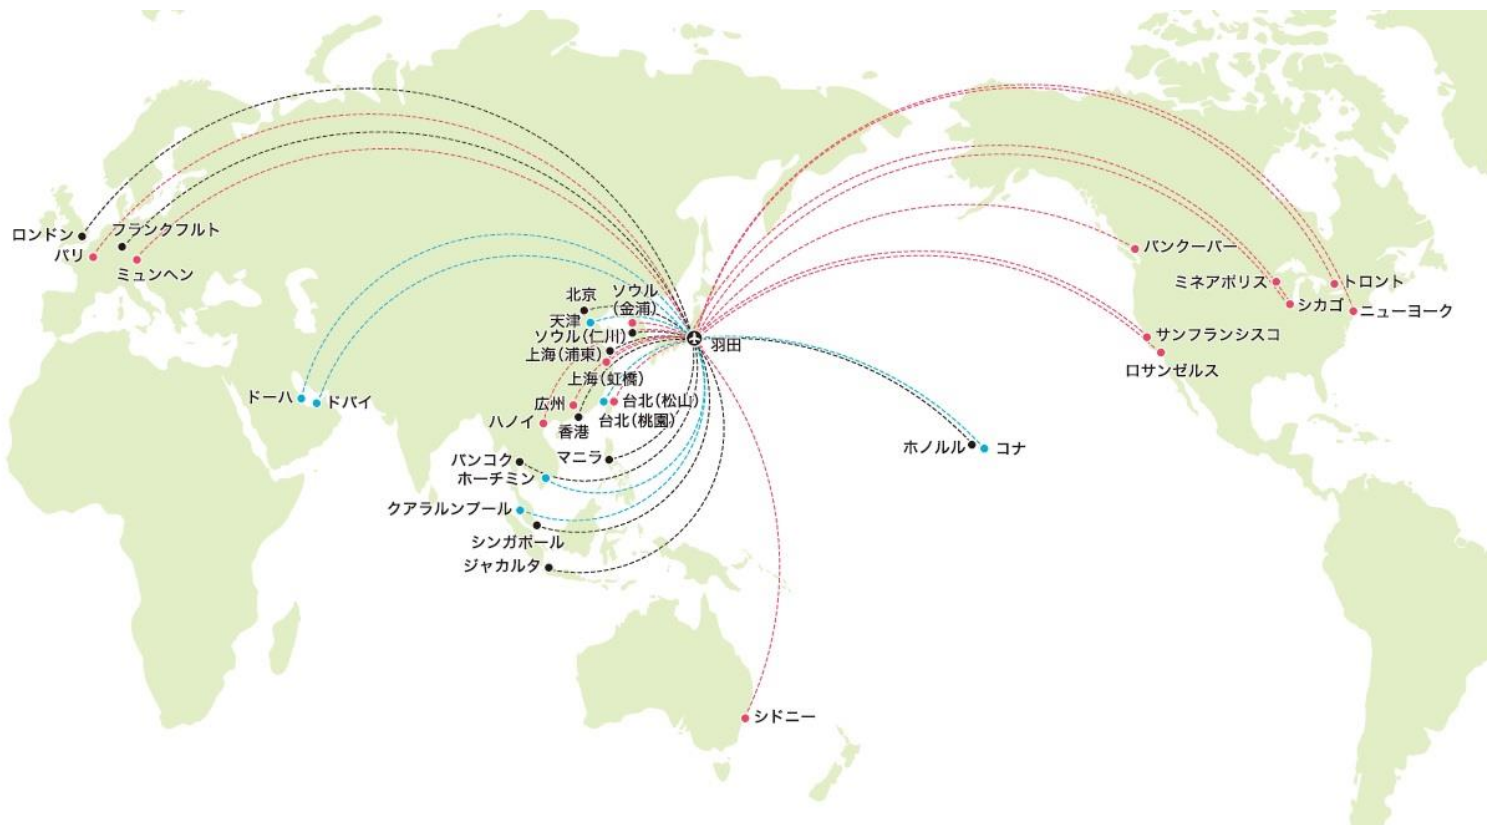 ロンドン
パリ
フランクフルト
ミュンヘン
ドーハ
ドバイ
北京
天津
ソウル
(金浦)
ソウル(仁川)
上海(浦東)
上海(虹橋)
羽田
広州
香港
ハノイ
台北(松山)
台北(桃園)
バンコク
マニラ
ホーチミン
クアラルンプール
シンガポール
ジャカルタ
シドニー
ホノルル
コナ
バンクーバー
ミネアポリス
シカゴ
トロント
ニューヨーク
サンフランシスコ
ロサンゼルス